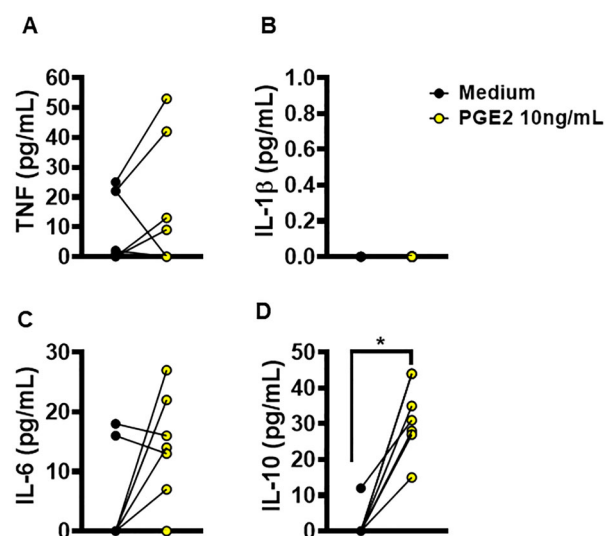 A
TNF (pg/mL)
60
50
40
30
20
10
0
B
IL-1β (pg/mL)
1.0
0.8
0.6
0.4
0.2
0.0
Medium
PGE2 10ng/mL
C
IL-6 (pg/mL)
30
20
10
0
D
IL-10 (pg/mL)
50
40
30
20
10
0
*